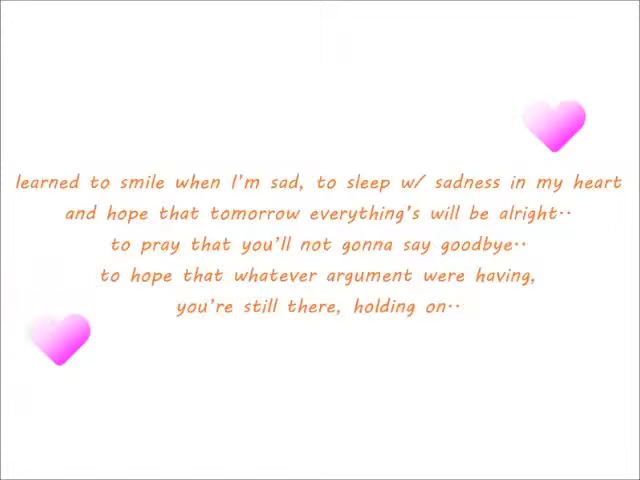 learned to smile when I'm sad, to sleep w/ sadness in my heart
and hope that tomorrow everything's will be alright..
to pray that you'll not gonna say goodbye..
to hope that whatever argument were having,
you're still there, holding on..